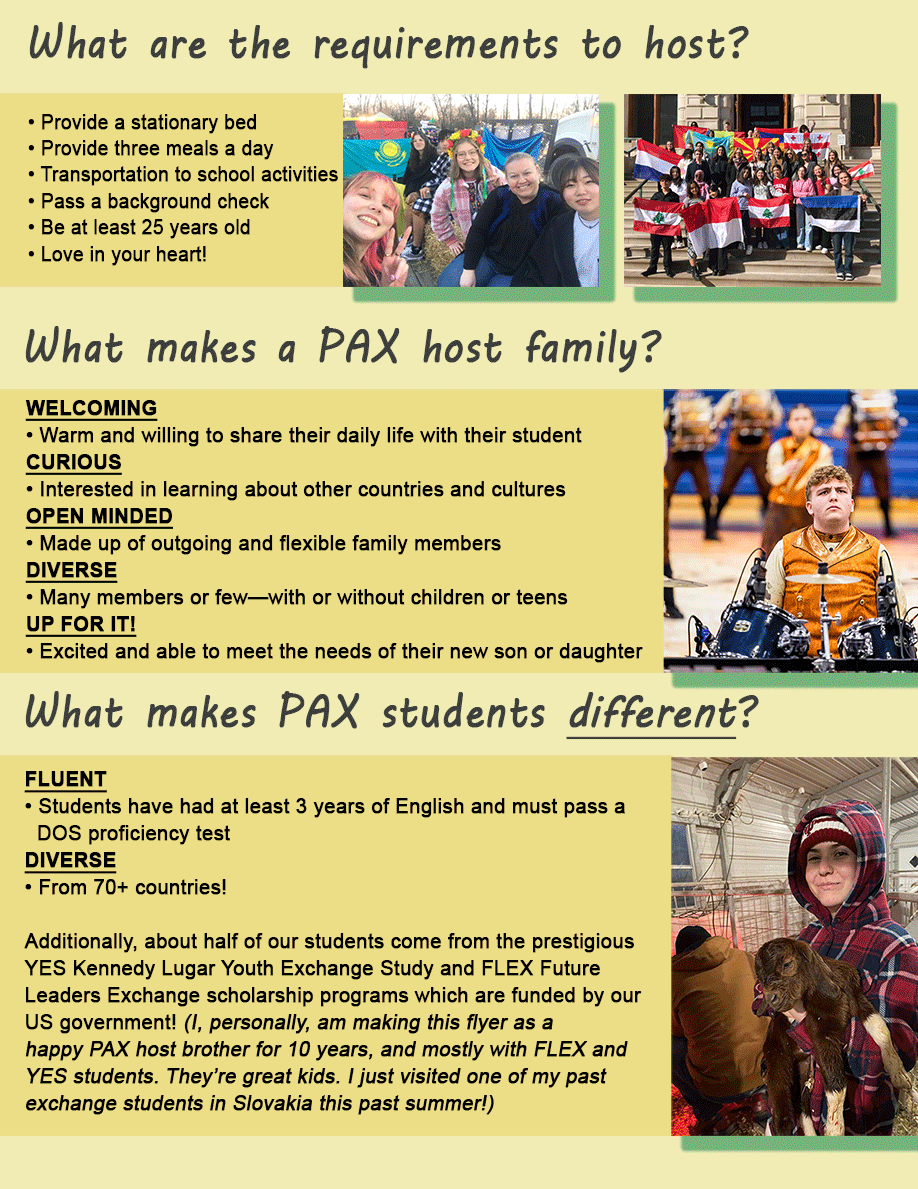 What are the requirements to host?
• Provide a stationary bed
• Provide three meals a day
• Transportation to school activities
• Pass a background check
• Be at least 25 years old
• Love in your heart!
What makes a PAX host family?
WELCOMING
• Warm and willing to share their daily life with their student
CURIOUS
• Interested in learning about other countries and cultures
OPEN MINDED
• Made up of outgoing and flexible family members
DIVERSE
• Many members or few—with or without children or teens
UP FOR IT!
• Excited and able to meet the needs of their new son or daughter
What makes PAX students different?
FLUENT
• Students have had at least 3 years of English and must pass a
DOS proficiency test
DIVERSE
• From 70+ countries!
Additionally, about half of our students come from the prestigious
YES Kennedy Lugar Youth Exchange Study and FLEX Future
Leaders Exchange scholarship programs which are funded by our
US government! (I, personally, am making this flyer as a
happy PAX host brother for 10 years, and mostly with FLEX and
YES students. They’re great kids. I just visited one of my past
exchange students in Slovakia this past summer!)